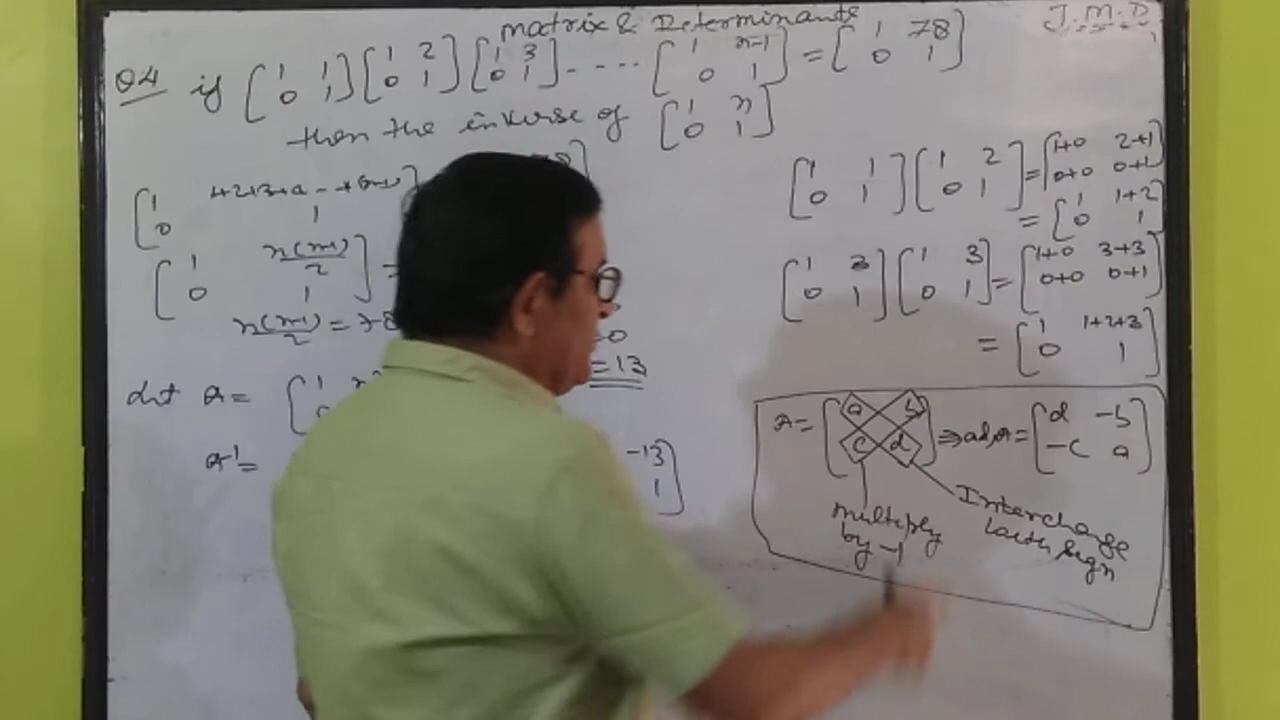 matrix & Determinants
J.M.D
Q4 if [1 1 0 1] [1 2 0 1] [1 3 0 1] ..... [1 n-1 0 1] = [1 78 0 1]
then the inverse of [1 n 0 1]
[1 1+2+3+ 0 1]
[1 n(n-1)/2 0 1] =
n(n-1)/2 = 78
=13
Let A = [1
A⁻¹ =
-13
1]
[1 1 0 1] [1 2 0 1] = [1+0 2+1 0+0 0+1]
= [1 1+2 0 1]
[1 3 0 1] [1 3 0 1] = [1+0 3+3 0+0 0+1]
= [1 1+2+3 0 1]
A = [a b c d] ⇒ adjA = [d -b -c a]
multiply
by -1
Interchange
with sign